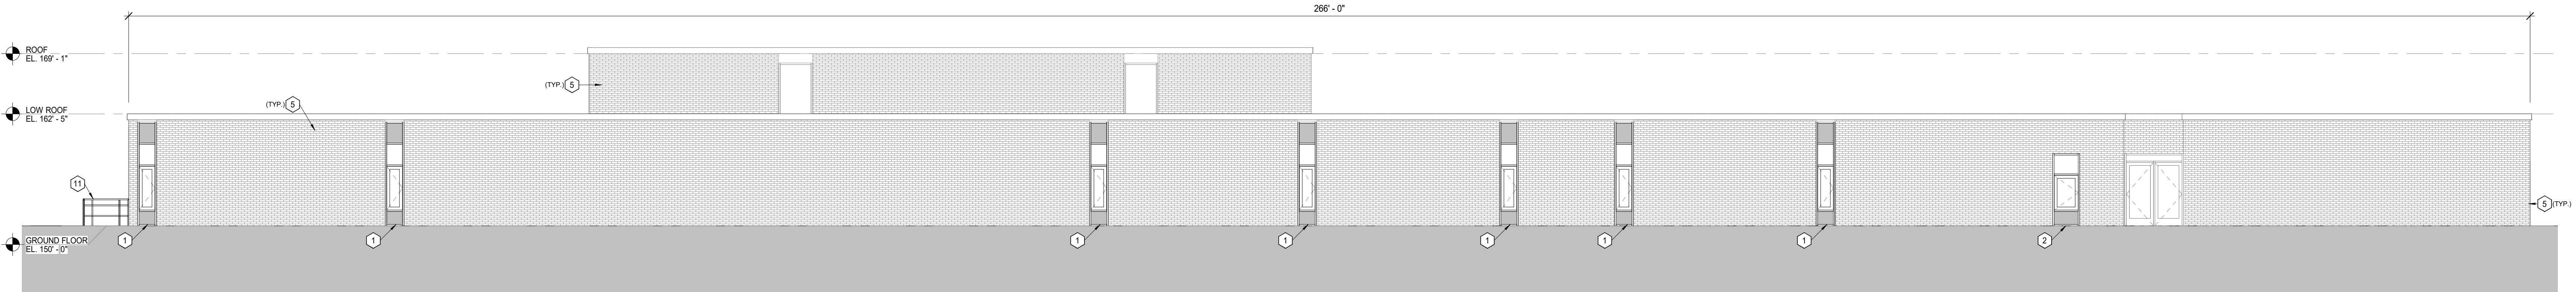 266' - 0"
ROOF
EL. 169' - 1"
(TYP.) 5
(TYP.) 5
LOW ROOF
EL. 162' - 5"
11
5 (TYP.)
GROUND FLOOR
EL. 150' - 0"
1
1
1
1
1
1
1
2